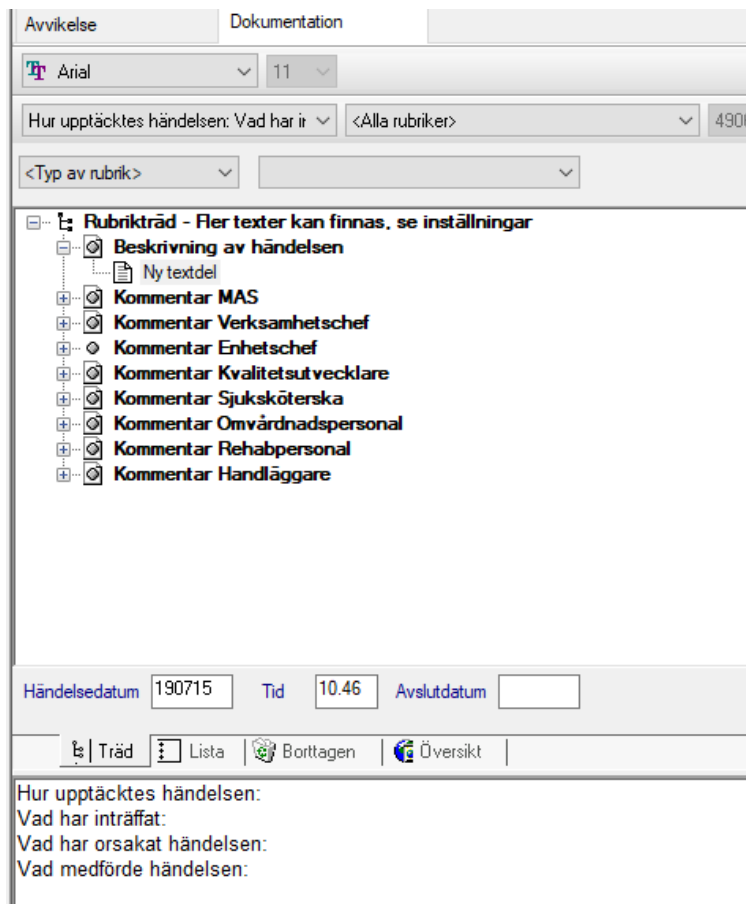 Avvikelse Dokumentation
Arial 11
Hur upptäcktes händelsen: Vad har ir <Alla rubriker> 490
<Typ av rubrik>
Rubrikträd - Fler texter kan finnas, se inställningar
Beskrivning av händelsen
Ny textdel
Kommentar MAS
Kommentar Verksamhetschef
Kommentar Enhetschef
Kommentar Kvalitetsutvecklare
Kommentar Sjuksköterska
Kommentar Omvårdnadspersonal
Kommentar Rehabpersonal
Kommentar Handläggare
Händelsedatum 190715 Tid 10.46 Avslutdatum
Träd Lista Borttagen Översikt
Hur upptäcktes händelsen:
Vad har inträffat:
Vad har orsakat händelsen:
Vad medförde händelsen: